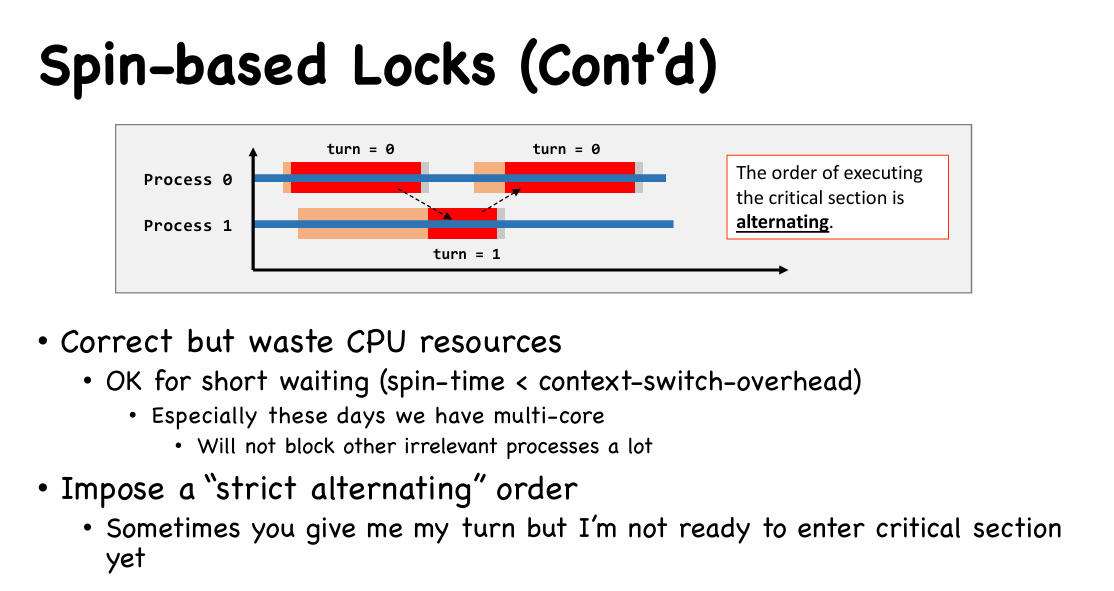 Spin-based Locks (Cont’d)
turn = 0
turn = 0
Process 0
Process 1
turn = 1
The order of executing
the critical section is
alternating.
• Correct but waste CPU resources
• OK for short waiting (spin-time < context-switch-overhead)
• Especially these days we have multi-core
• Will not block other irrelevant processes a lot
• Impose a “strict alternating” order
• Sometimes you give me my turn but I’m not ready to enter critical section
yet